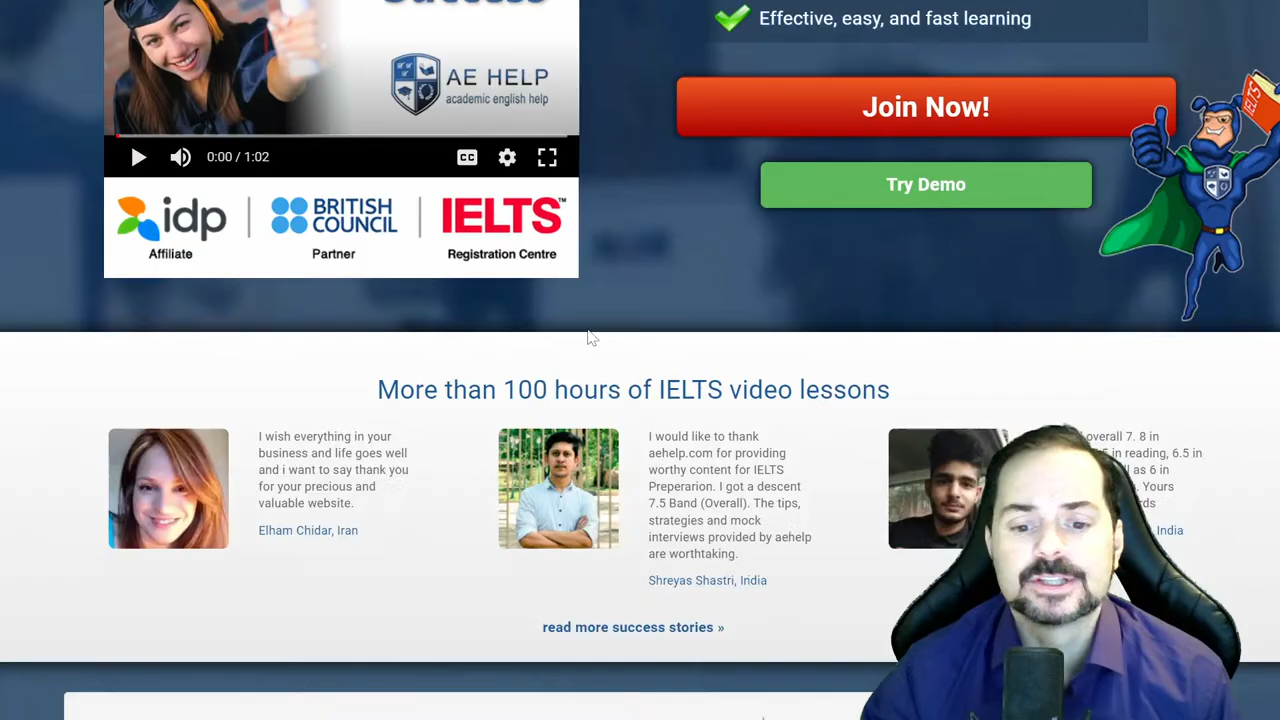 Success
Effective, easy, and fast learning
AE HELP
academic english help
Join Now!
0:00 / 1:02
CC
Try Demo
idp
Affiliate
BRITISH
COUNCIL
Partner
IELTS™
Registration Centre
IELTS
More than 100 hours of IELTS video lessons
I wish everything in your
business and life goes well
and i want to say thank you
for your precious and
valuable website.
Elham Chidar, Iran
I would like to thank
aehelp.com for providing
worthy content for IELTS
Preperarion. I got a descent
7.5 Band (Overall). The tips,
strategies and mock
interviews provided by aehelp
are worthtaking.
Shreyas Shastri, India
overall 7. 8 in
in reading, 6.5 in
as 6 in
Yours
India
read more success stories »